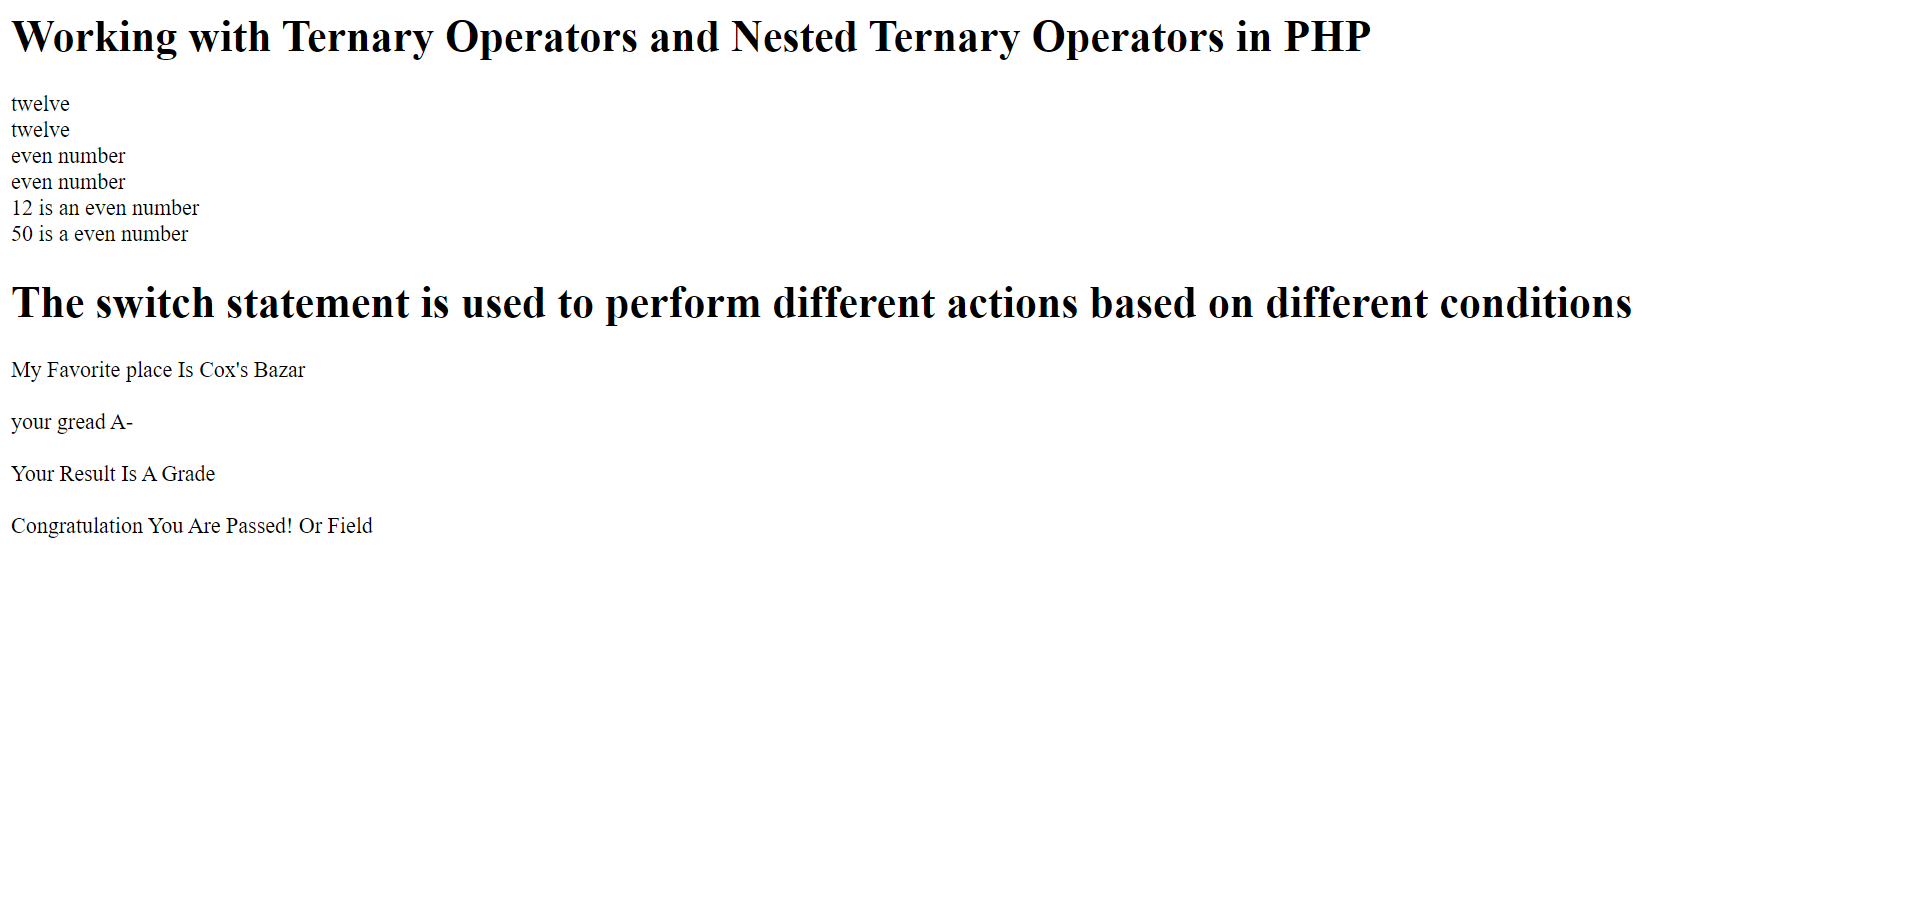 Working with Ternary Operators and Nested Ternary Operators in PHP
twelve
twelve
even number
even number
12 is an even number
50 is a even number
The switch statement is used to perform different actions based on different conditions
My Favorite place Is Cox's Bazar
your gread A-
Your Result Is A Grade
Congratulation You Are Passed! Or Field